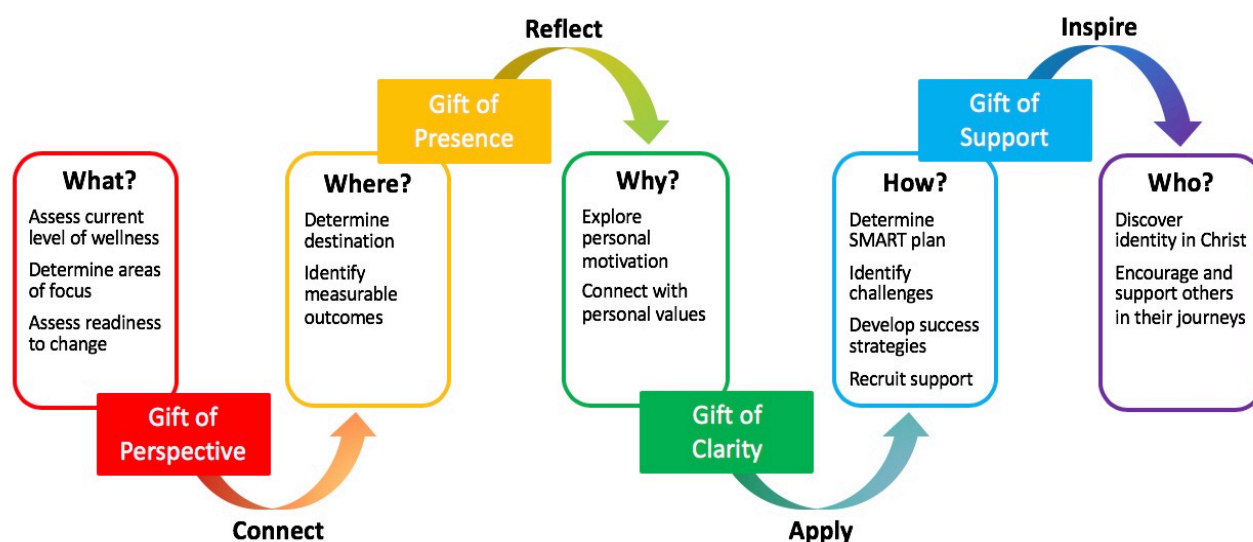 Reflect
Inspire
Gift of
Presence
Gift of
Support
What?
Assess current
level of wellness
Determine areas
of focus
Assess readiness
to change
Where?
Determine
destination
Identify
measurable
outcomes
Why?
Explore
personal
motivation
Connect with
personal values
How?
Determine
SMART plan
Identify
challenges
Develop success
strategies
Recruit support
Who?
Discover
identity in Christ
Encourage and
support others
in their journeys
Gift of
Perspective
Gift of
Clarity
Connect
Apply